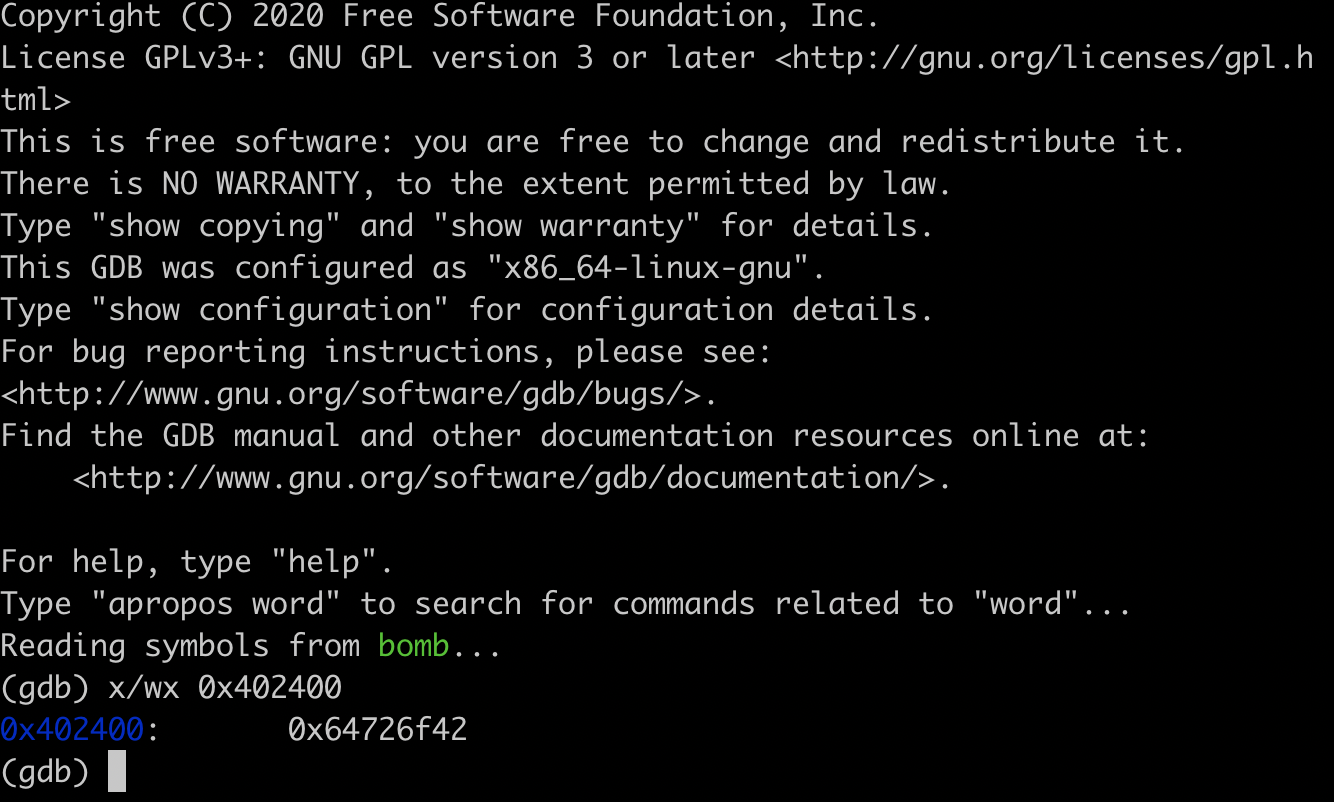 Copyright (C) 2020 Free Software Foundation, Inc.
License GPLv3+: GNU GPL version 3 or later <http://gnu.org/licenses/gpl.h
tml>
This is free software: you are free to change and redistribute it.
There is NO WARRANTY, to the extent permitted by law.
Type "show copying" and "show warranty" for details.
This GDB was configured as "x86_64-linux-gnu".
Type "show configuration" for configuration details.
For bug reporting instructions, please see:
<http://www.gnu.org/software/gdb/bugs/>.
Find the GDB manual and other documentation resources online at:
    <http://www.gnu.org/software/gdb/documentation/>.

For help, type "help".
Type "apropos word" to search for commands related to "word"...
Reading symbols from bomb...
(gdb) x/wx 0x402400
0x402400:       0x64726f42
(gdb)